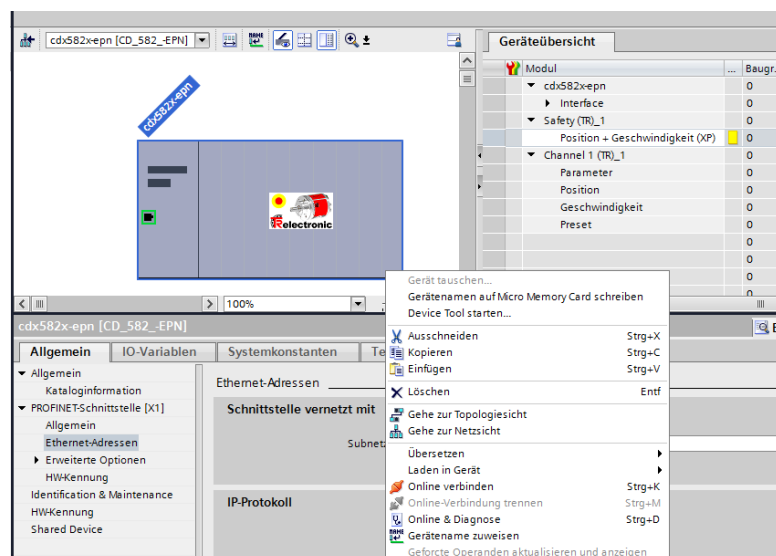 cdx582x-epn [CD_582_-EPN]
cdx582x-epn
TRelectronic
100%
Geräteübersicht
Modul ... Baugr.
cdx582x-epn 0
Interface 0
Safety (TR)_1 0
Position + Geschwindigkeit (XP) 0
Channel 1 (TR)_1 0
Parameter 0
Position 0
Geschwindigkeit 0
Preset 0
0
0
0
0
cdx582x-epn [CD_582_-EPN]
Allgemein IO-Variablen Systemkonstanten Te
Allgemein
Kataloginformation
PROFINET-Schnittstelle [X1]
Allgemein
Ethernet-Adressen
Erweiterte Optionen
HW-Kennung
Identification & Maintenance
HW-Kennung
Shared Device
Ethernet-Adressen
Schnittstelle vernetzt mit
Subnetz
IP-Protokoll
Gerät tauschen...
Gerätenamen auf Micro Memory Card schreiben
Device Tool starten...
Ausschneiden Strg+X
Kopieren Strg+C
Einfügen Strg+V
Löschen Entf
Gehe zur Topologiesicht
Gehe zur Netzsicht
Übersetzen
Laden in Gerät
Online verbinden Strg+K
Online-Verbindung trennen Strg+M
Online & Diagnose Strg+D
Gerätename zuweisen
Geforcte Operanden aktualisieren und anzeigen